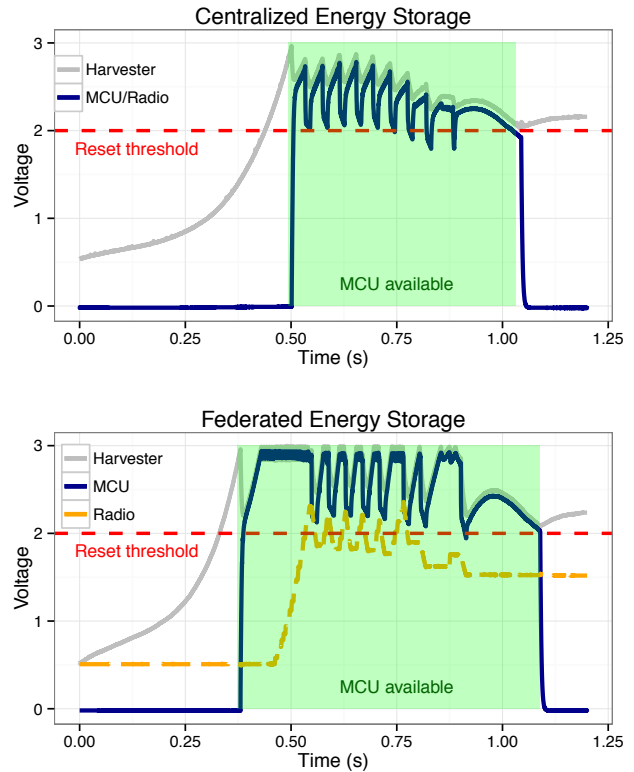 Centralized Energy Storage
3
Harvester
MCU/Radio
2
Reset threshold
Voltage
1
MCU available
0
0.00 0.25 0.50 0.75 1.00 1.25
Time (s)
Federated Energy Storage
3
Harvester
MCU
Radio
2
Reset threshold
Voltage
1
MCU available
0
0.00 0.25 0.50 0.75 1.00 1.25
Time (s)